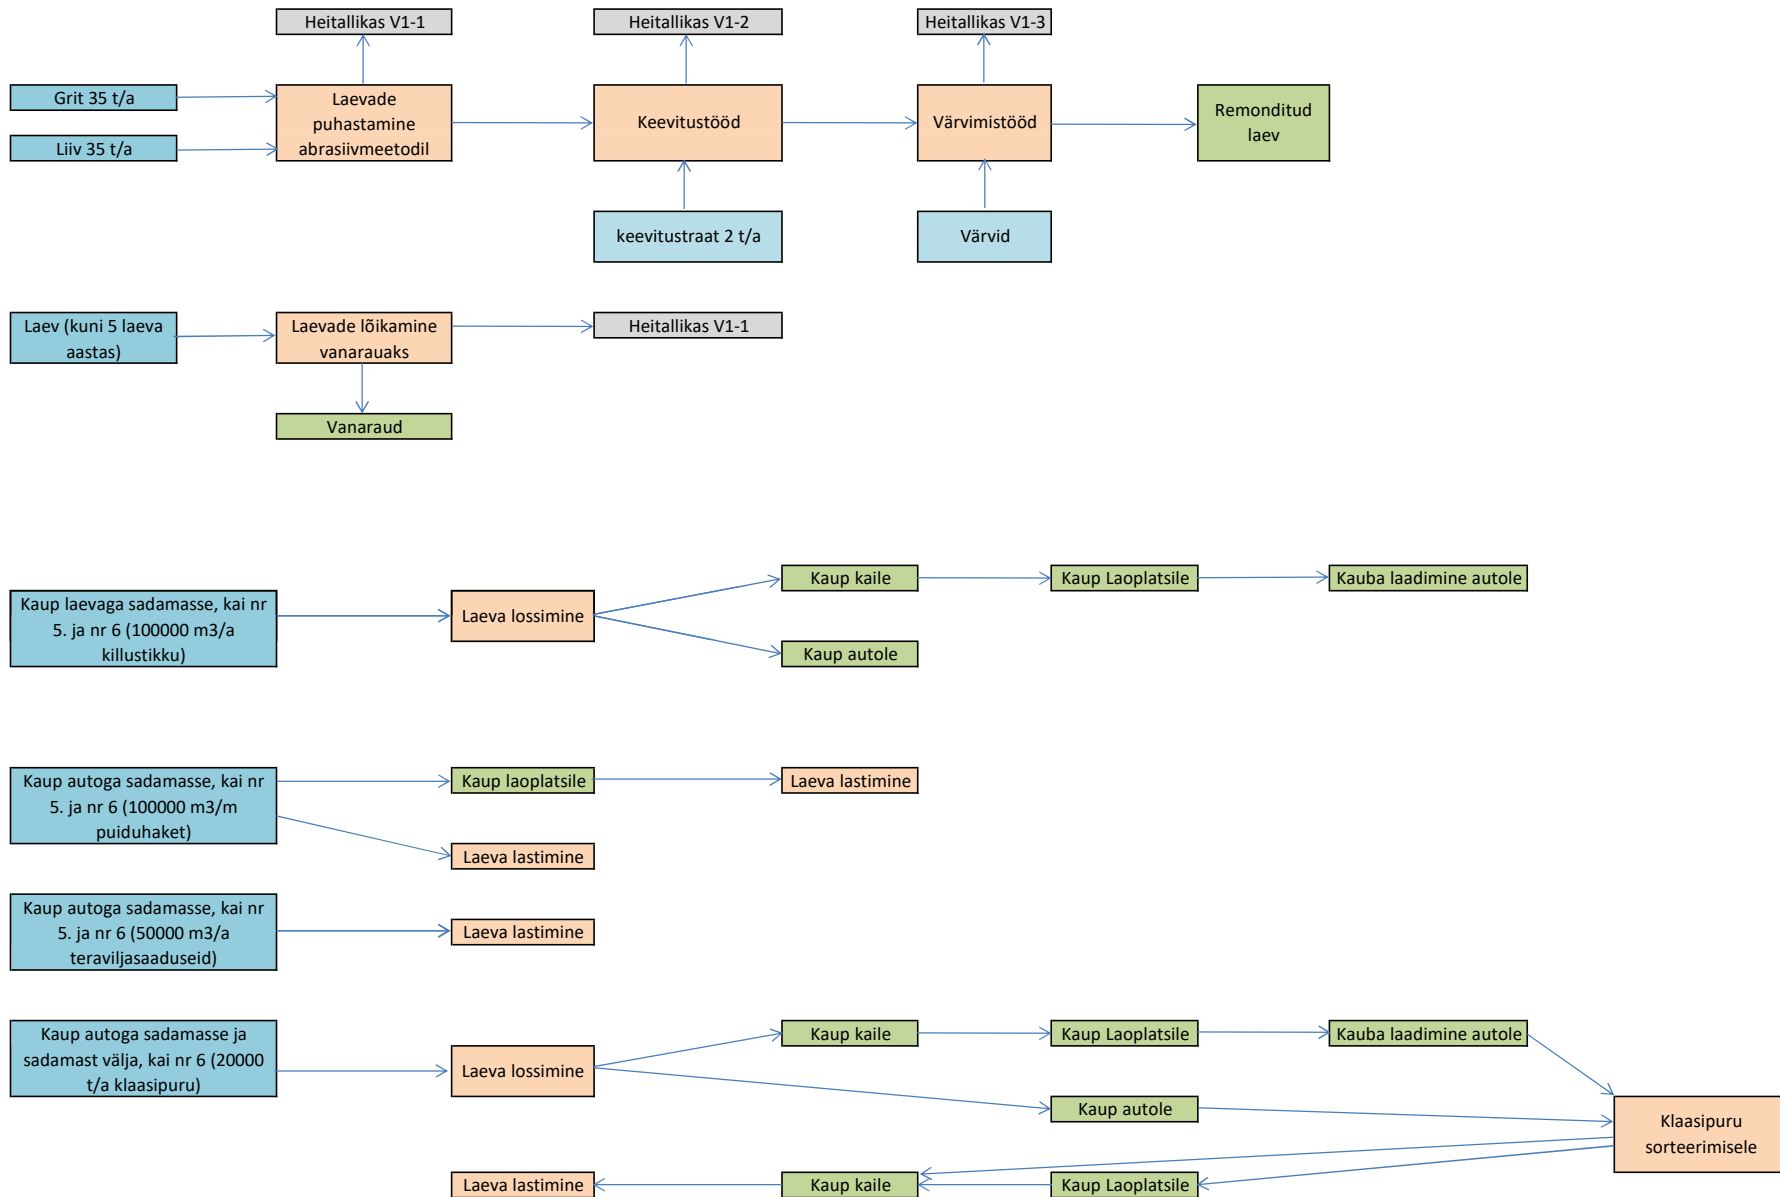 Heitallikas V1-1
Heitallikas V1-2
Heitallikas V1-3
Grit 35 t/a
Liiv 35 t/a
Laevade
puhastamine
abrasiivmeetodil
Keevitustööd
Värvimistööd
Remonditud
laev
keevitustraat 2 t/a
Värvid
Laev (kuni 5 laeva
aastas)
Laevade lõikamine
vanarauaks
Heitallikas V1-1
Vanaraud
Kaup laevaga sadamasse, kai nr
5. ja nr 6 (100000 m3/a
killustikku)
Laeva lossimine
Kaup kaile
Kaup Laoplatsile
Kauba laadimine autole
Kaup autole
Kaup autoga sadamasse, kai nr
5. ja nr 6 (100000 m3/m
puiduhaket)
Kaup laoplatsile
Laeva lastimine
Laeva lastimine
Kaup autoga sadamasse, kai nr
5. ja nr 6 (50000 m3/a
teraviljasaaduseid)
Laeva lastimine
Kaup autoga sadamasse ja
sadamast välja, kai nr 6 (20000
t/a klaasipuru)
Laeva lossimine
Kaup kaile
Kaup Laoplatsile
Kauba laadimine autole
Kaup autole
Klaasipuru
sorteerimisele
Laeva lastimine
Kaup kaile
Kaup Laoplatsile